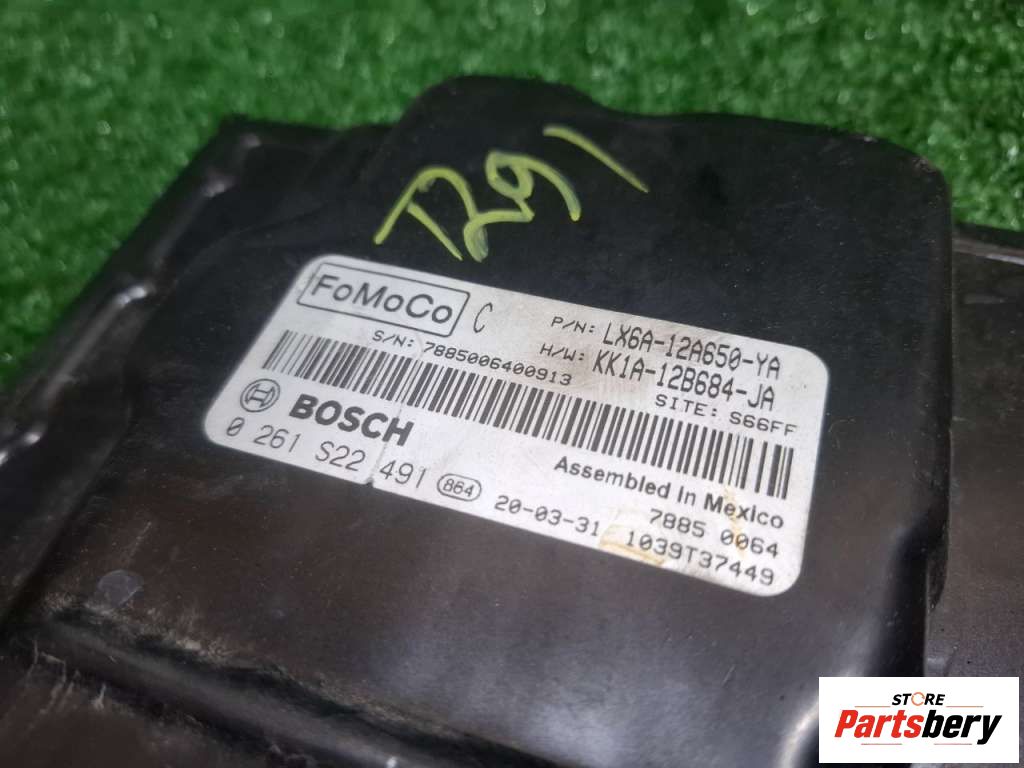 T291
FoMoCo C P/N: LX6A-12A650-YA
S/N: 7885006400913 H/W: KK1A-12B684-JA
SITE: S66FF
BOSCH
0 261 S22 491 864 20-03-31
Assembled in Mexico
7885 0064
1039T37449
STORE
Partsbery